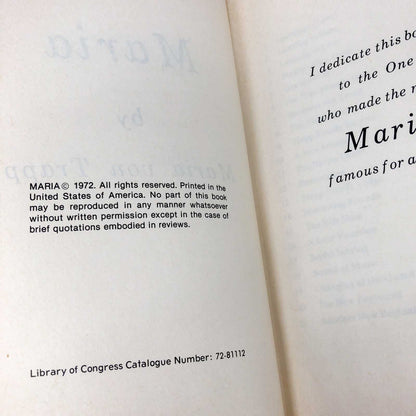 Maria
by
Maria von Trapp
MARIA © 1972. All rights reserved. Printed in the
United States of America. No part of this book
may be reproduced in any manner whatsoever
without written permission except in the case of
brief quotations embodied in reviews.
Library of Congress Catalogue Number: 72-81112
I dedicate this
to the One
who made the
Mari
famous for a